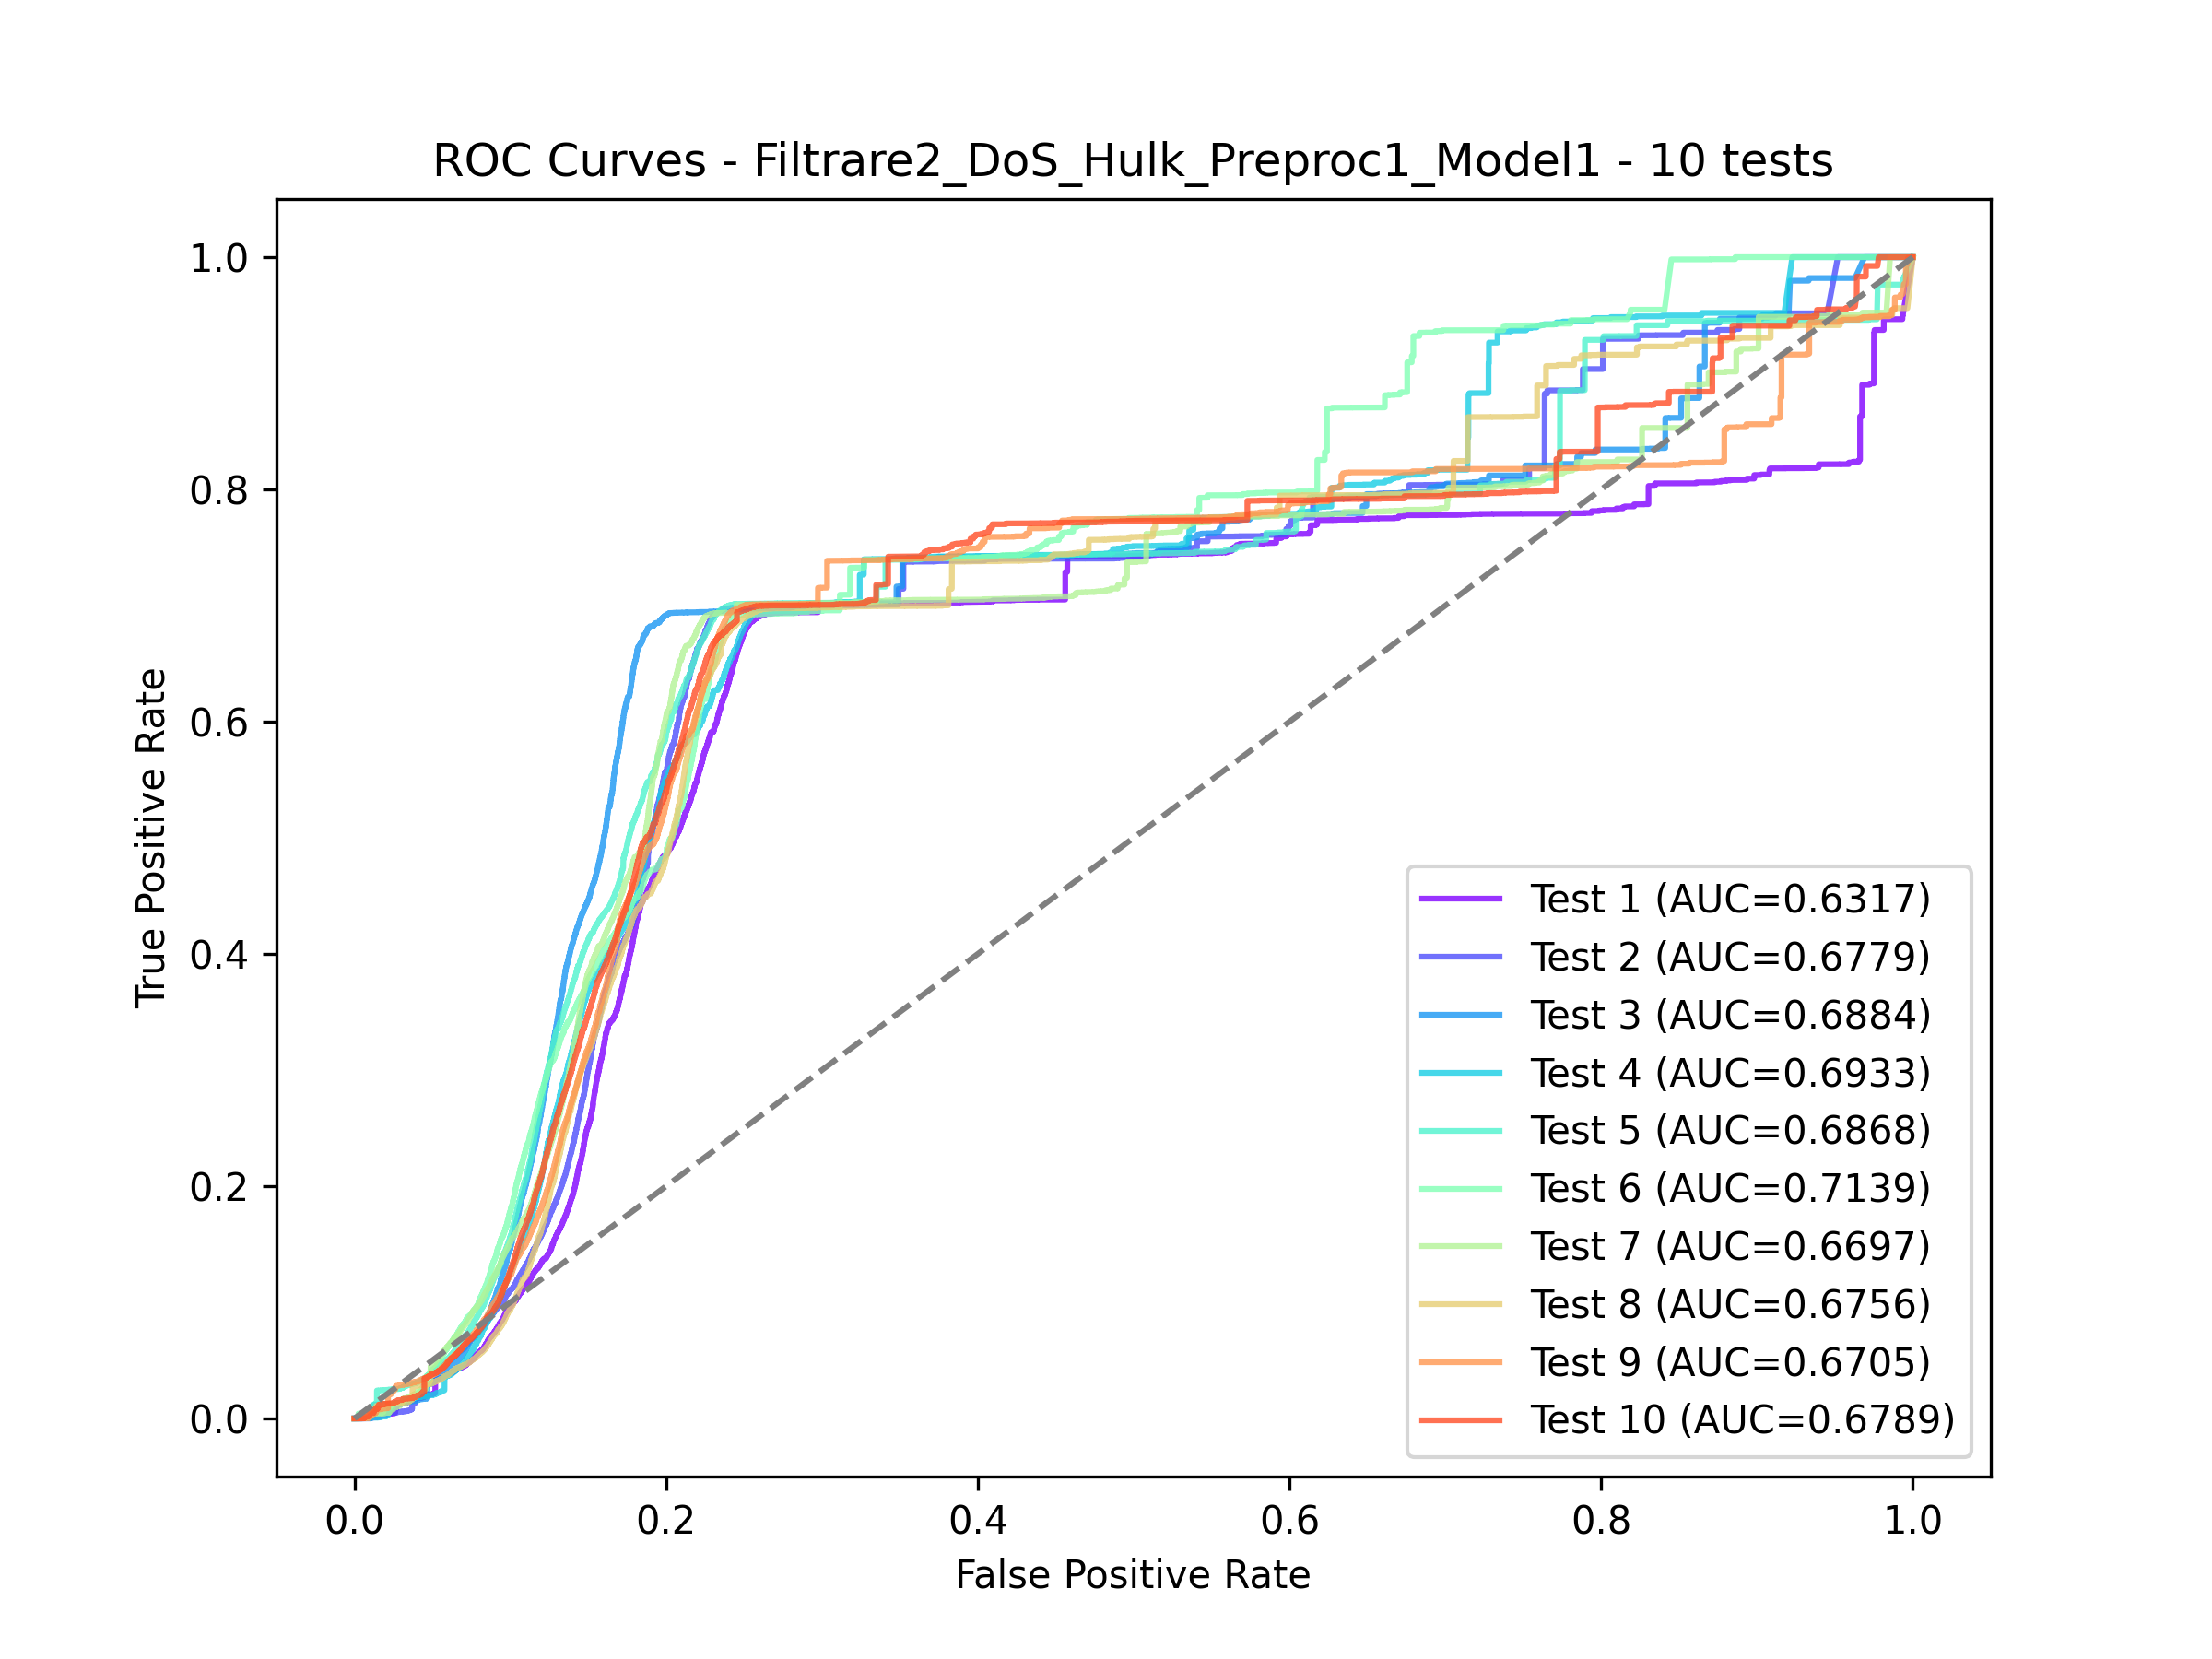 ROC Curves - Filtrare2_DoS_Hulk_Preproc1_Model1 - 10 tests
True Positive Rate
1.0
0.8
0.6
0.4
0.2
0.0
0.0 0.2 0.4 0.6 0.8 1.0
False Positive Rate
Test 1 (AUC=0.6317)
Test 2 (AUC=0.6779)
Test 3 (AUC=0.6884)
Test 4 (AUC=0.6933)
Test 5 (AUC=0.6868)
Test 6 (AUC=0.7139)
Test 7 (AUC=0.6697)
Test 8 (AUC=0.6756)
Test 9 (AUC=0.6705)
Test 10 (AUC=0.6789)